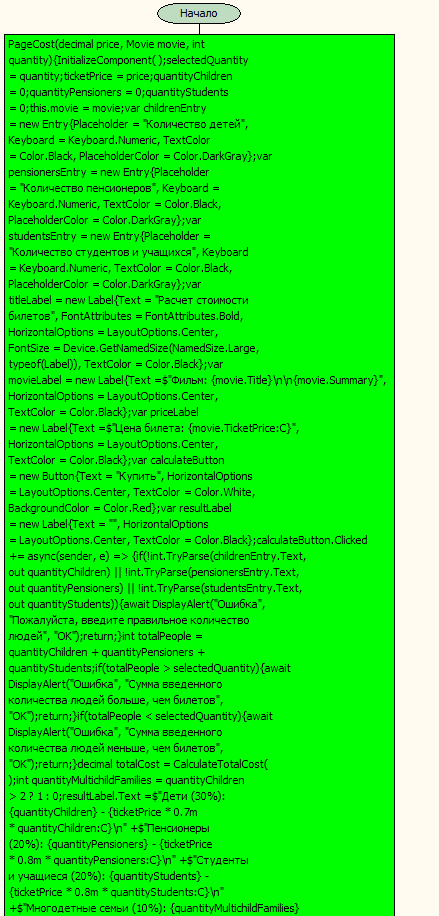 Начало
PageCost(decimal price, Movie movie, int
quantity){InitializeComponent( );selectedQuantity
= quantity;ticketPrice = price;quantityChildren
= 0;quantityPensioners = 0;quantityStudents
= 0;this.movie = movie;var childrenEntry
= new Entry{Placeholder = "Количество детей",
Keyboard = Keyboard.Numeric, TextColor
= Color.Black, PlaceholderColor = Color.DarkGray};var
pensionersEntry = new Entry{Placeholder
= "Количество пенсионеров", Keyboard =
Keyboard.Numeric, TextColor = Color.Black,
PlaceholderColor = Color.DarkGray};var
studentsEntry = new Entry{Placeholder =
"Количество студентов и учащихся", Keyboard
= Keyboard.Numeric, TextColor = Color.Black,
PlaceholderColor = Color.DarkGray};var
titleLabel = new Label{Text = "Расчет стоимости
билетов", FontAttributes = FontAttributes.Bold,
HorizontalOptions = LayoutOptions.Center,
FontSize = Device.GetNamedSize(NamedSize.Large,
typeof(Label)), TextColor = Color.Black};var
movieLabel = new Label{Text =$"Фильм: {movie.Title}\n\n{movie.Summary}",
HorizontalOptions = LayoutOptions.Center,
TextColor = Color.Black};var priceLabel
= new Label{Text =$"Цена билета: {movie.TicketPrice:C}",
HorizontalOptions = LayoutOptions.Center,
TextColor = Color.Black};var calculateButton
= new Button{Text = "Купить", HorizontalOptions
= LayoutOptions.Center, TextColor = Color.White,
BackgroundColor = Color.Red};var resultLabel
= new Label{Text = "", HorizontalOptions
= LayoutOptions.Center, TextColor = Color.Black};calculateButton.Clicked
+= async(sender, e) => {if(!int.TryParse(childrenEntry.Text,
out quantityChildren) || !int.TryParse(pensionersEntry.Text,
out quantityPensioners) || !int.TryParse(studentsEntry.Text,
out quantityStudents)){await DisplayAlert("Ошибка",
"Пожалуйста, введите правильное количество
людей", "OK");return;}int totalPeople =
quantityChildren + quantityPensioners +
quantityStudents;if(totalPeople > selectedQuantity){await
DisplayAlert("Ошибка", "Сумма введенного
количества людей больше, чем билетов",
"OK");return;}if(totalPeople < selectedQuantity){await
DisplayAlert("Ошибка", "Сумма введенного
количества людей меньше, чем билетов",
"OK");return;}decimal totalCost = CalculateTotalCost(
);int quantityMultichildFamilies = quantityChildren
> 2 ? 1 : 0;resultLabel.Text =$"Дети (30%):
{quantityChildren} - {ticketPrice * 0.7m
* quantityChildren:C}\n" +$"Пенсионеры
(20%): {quantityPensioners} - {ticketPrice
* 0.8m * quantityPensioners:C}\n" +$"Студенты
и учащиеся (20%): {quantityStudents} -
{ticketPrice * 0.8m * quantityStudents:C}\n"
+$"Многодетные семьи (10%): {quantityMultichildFamilies}